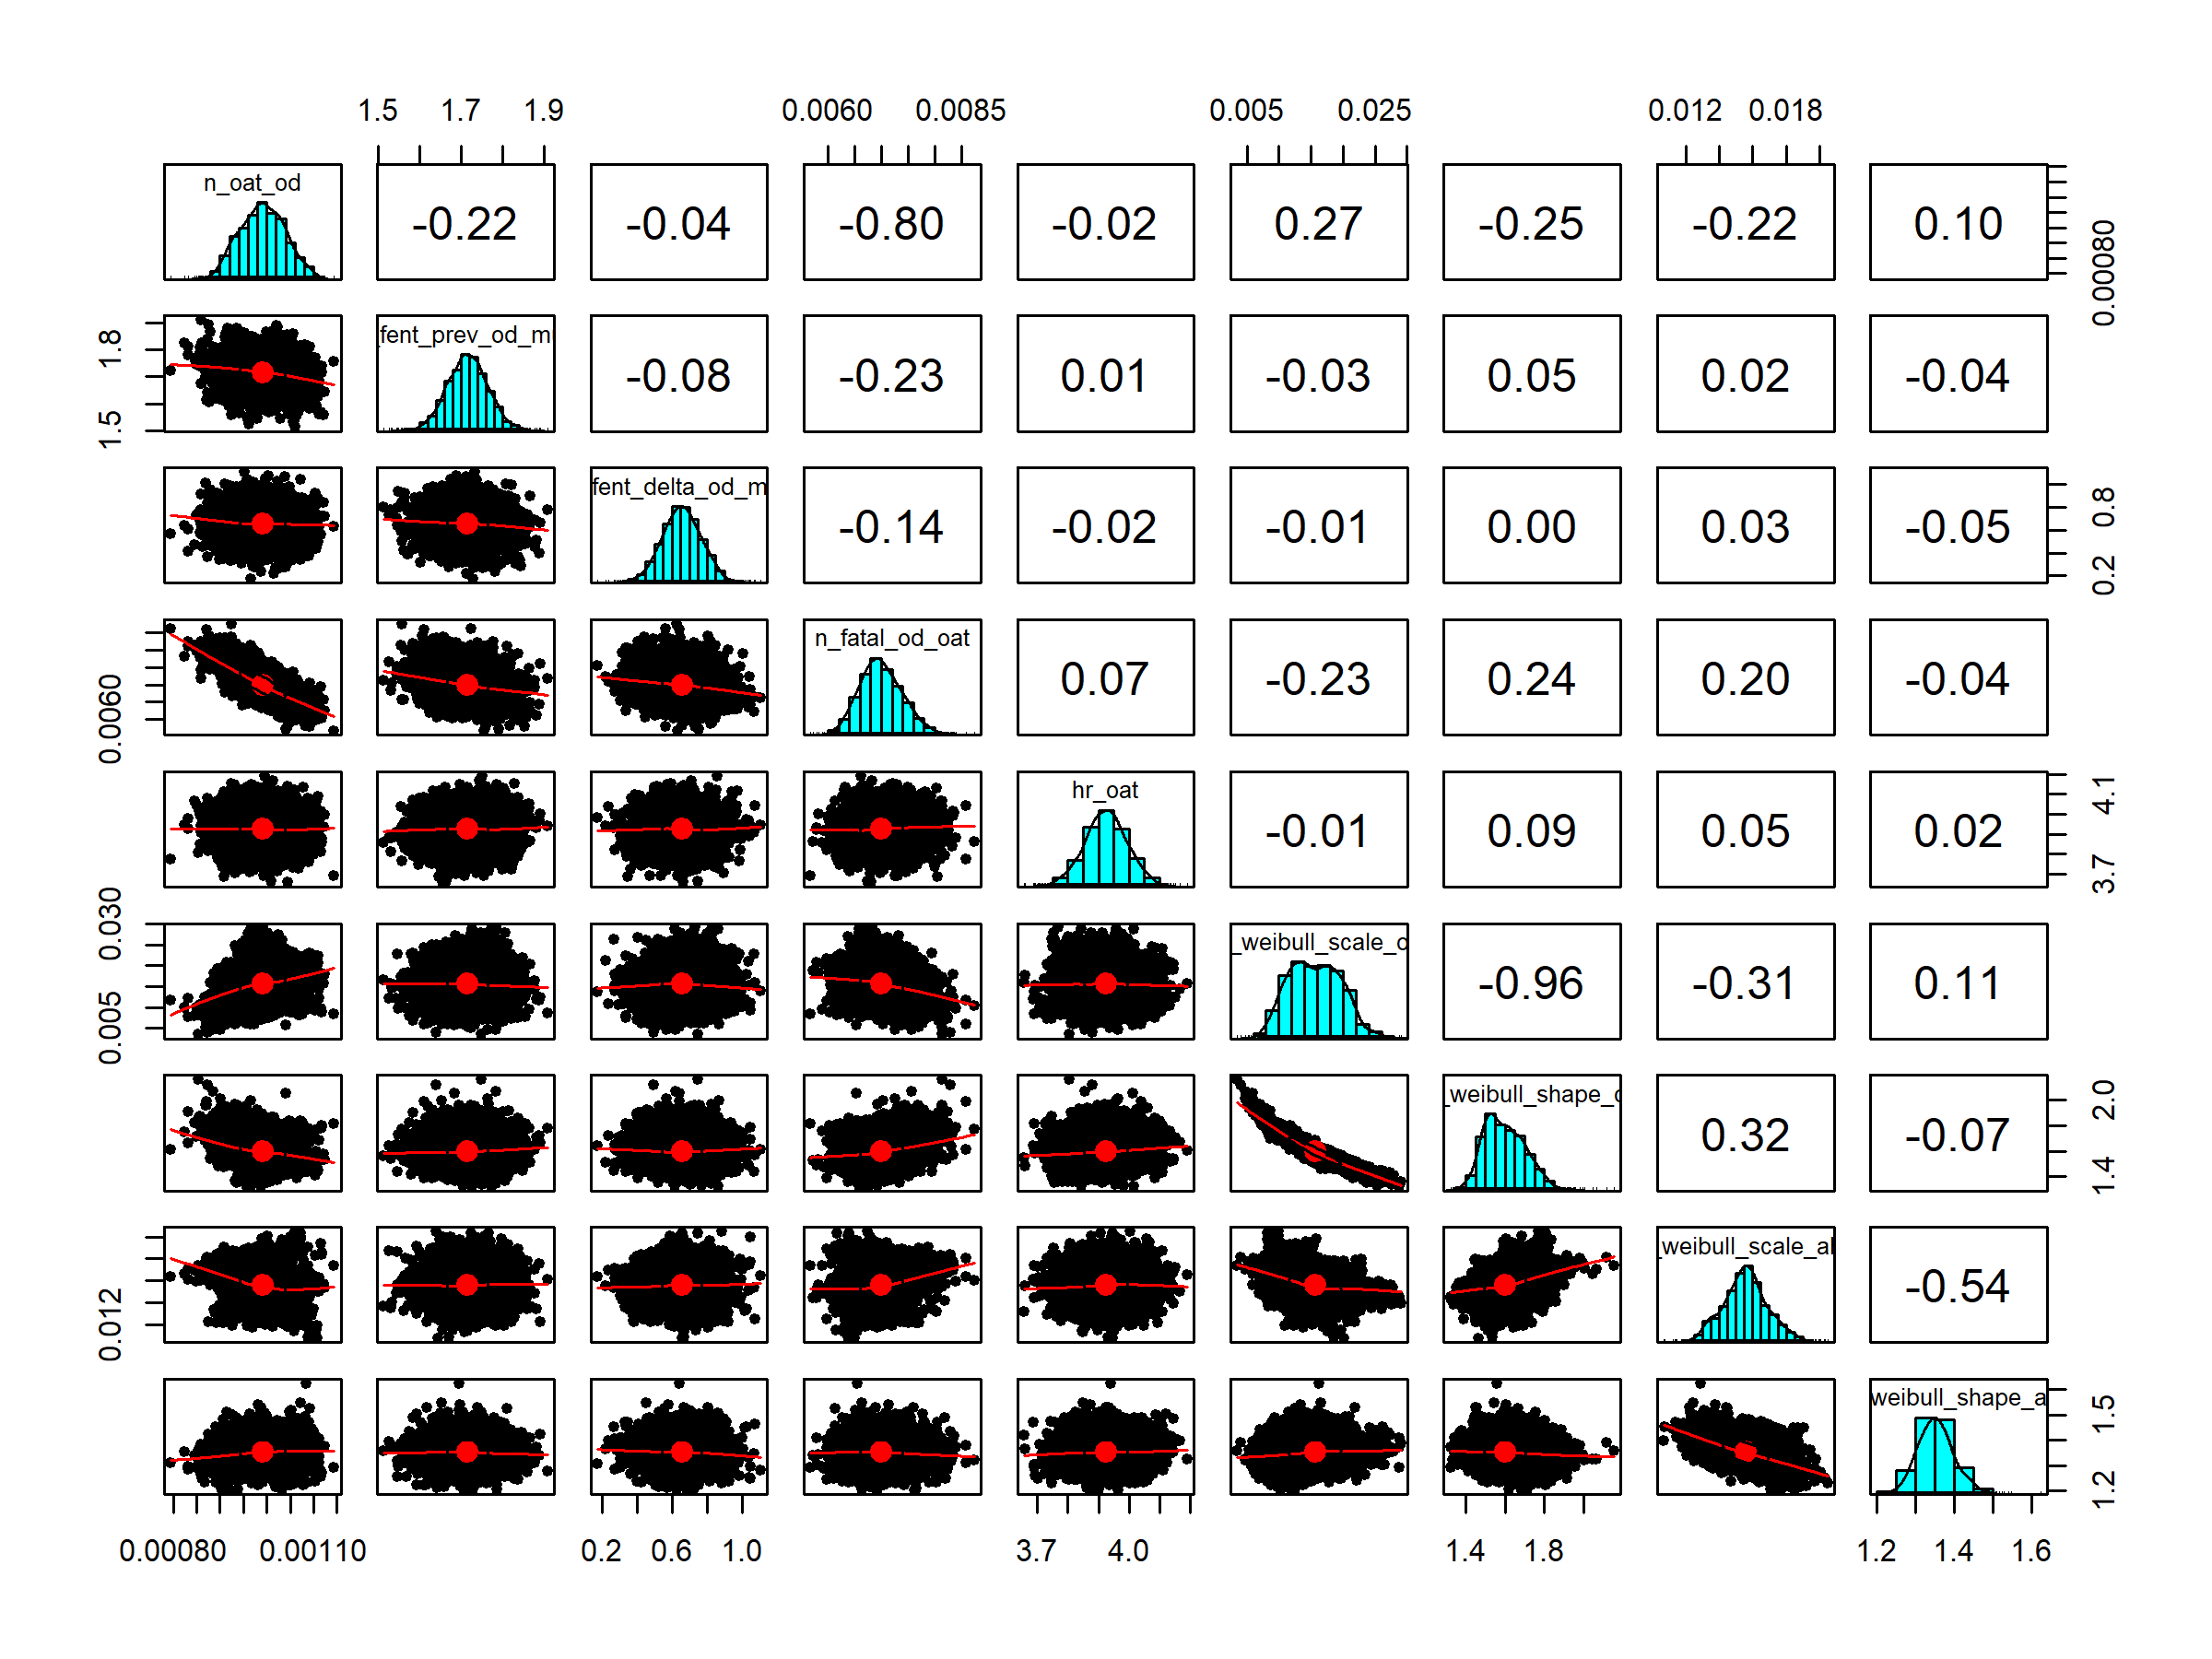 1.5 1.7 1.9 0.0060 0.0085 0.005 0.025 0.012 0.018
n_oat_od -0.22 -0.04 -0.80 -0.02 0.27 -0.25 -0.22 0.10 0.00080
1.5 1.8 fent_prev_od_m -0.08 -0.23 0.01 -0.03 0.05 0.02 -0.04
fent_delta_od_m -0.14 -0.02 -0.01 0.00 0.03 -0.05 0.2 0.8
0.0060 n_fatal_od_oat 0.07 -0.23 0.24 0.20 -0.04
hr_oat -0.01 0.09 0.05 0.02 3.7 4.1
0.005 0.030 _weibull_scale_o -0.96 -0.31 0.11
_weibull_shape_o 0.32 -0.07 1.4 2.0
0.012 _weibull_scale_al -0.54
weibull_shape_a 1.2 1.5
0.00080 0.00110 0.2 0.6 1.0 3.7 4.0 1.4 1.8 1.2 1.4 1.6